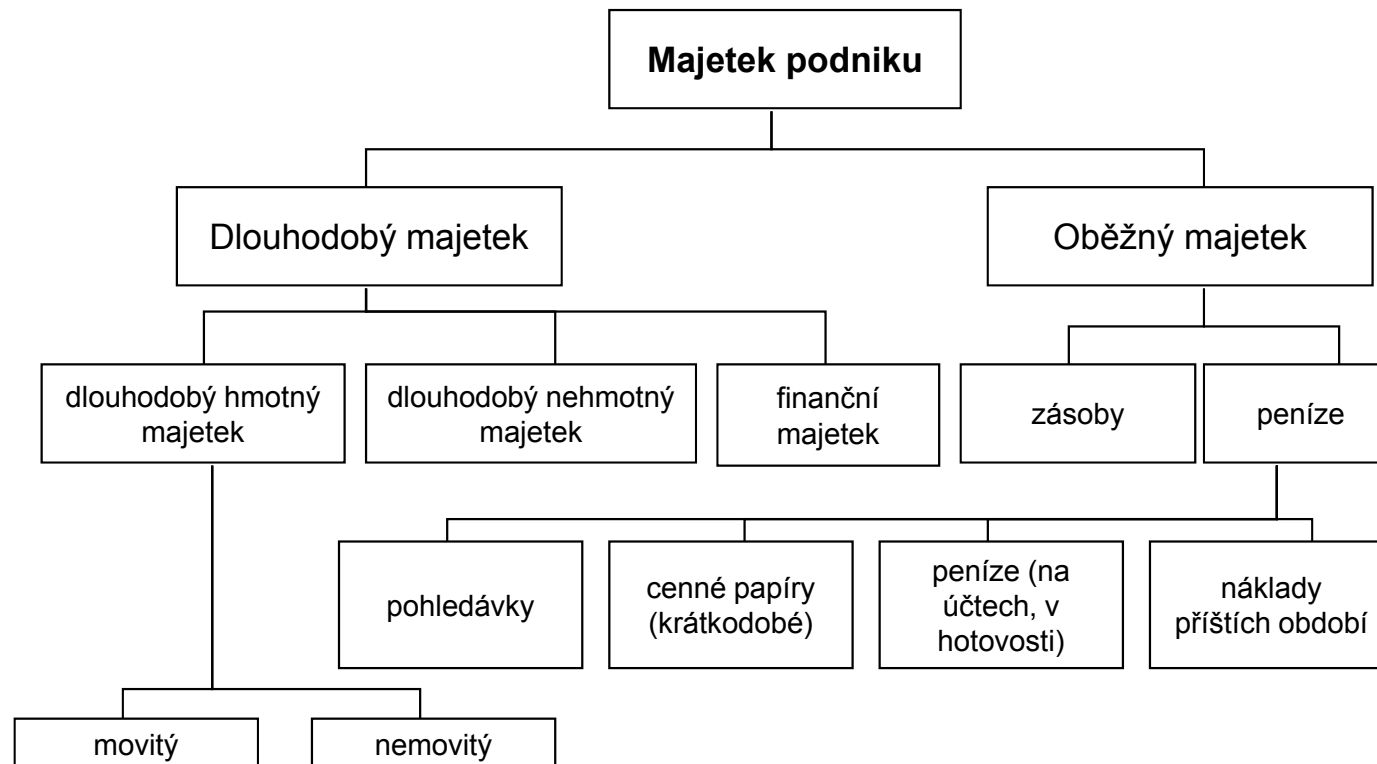 Majetek podniku
Dlouhodobý majetek
Oběžný majetek
dlouhodobý hmotný
majetek
dlouhodobý nehmotný
majetek
finanční
majetek
zásoby
peníze
pohledávky
cenné papíry
(krátkodobé)
peníze (na
účtech, v
hotovosti)
náklady
příštích období
movitý
nemovitý